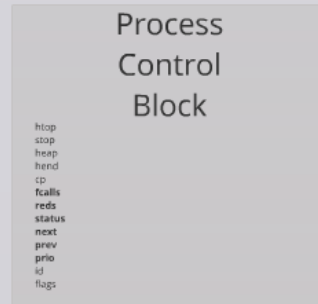 Process
Control
Block
htop
stop
heap
hend
cp
fcalls
reds
status
next
prev
prio
id
flags